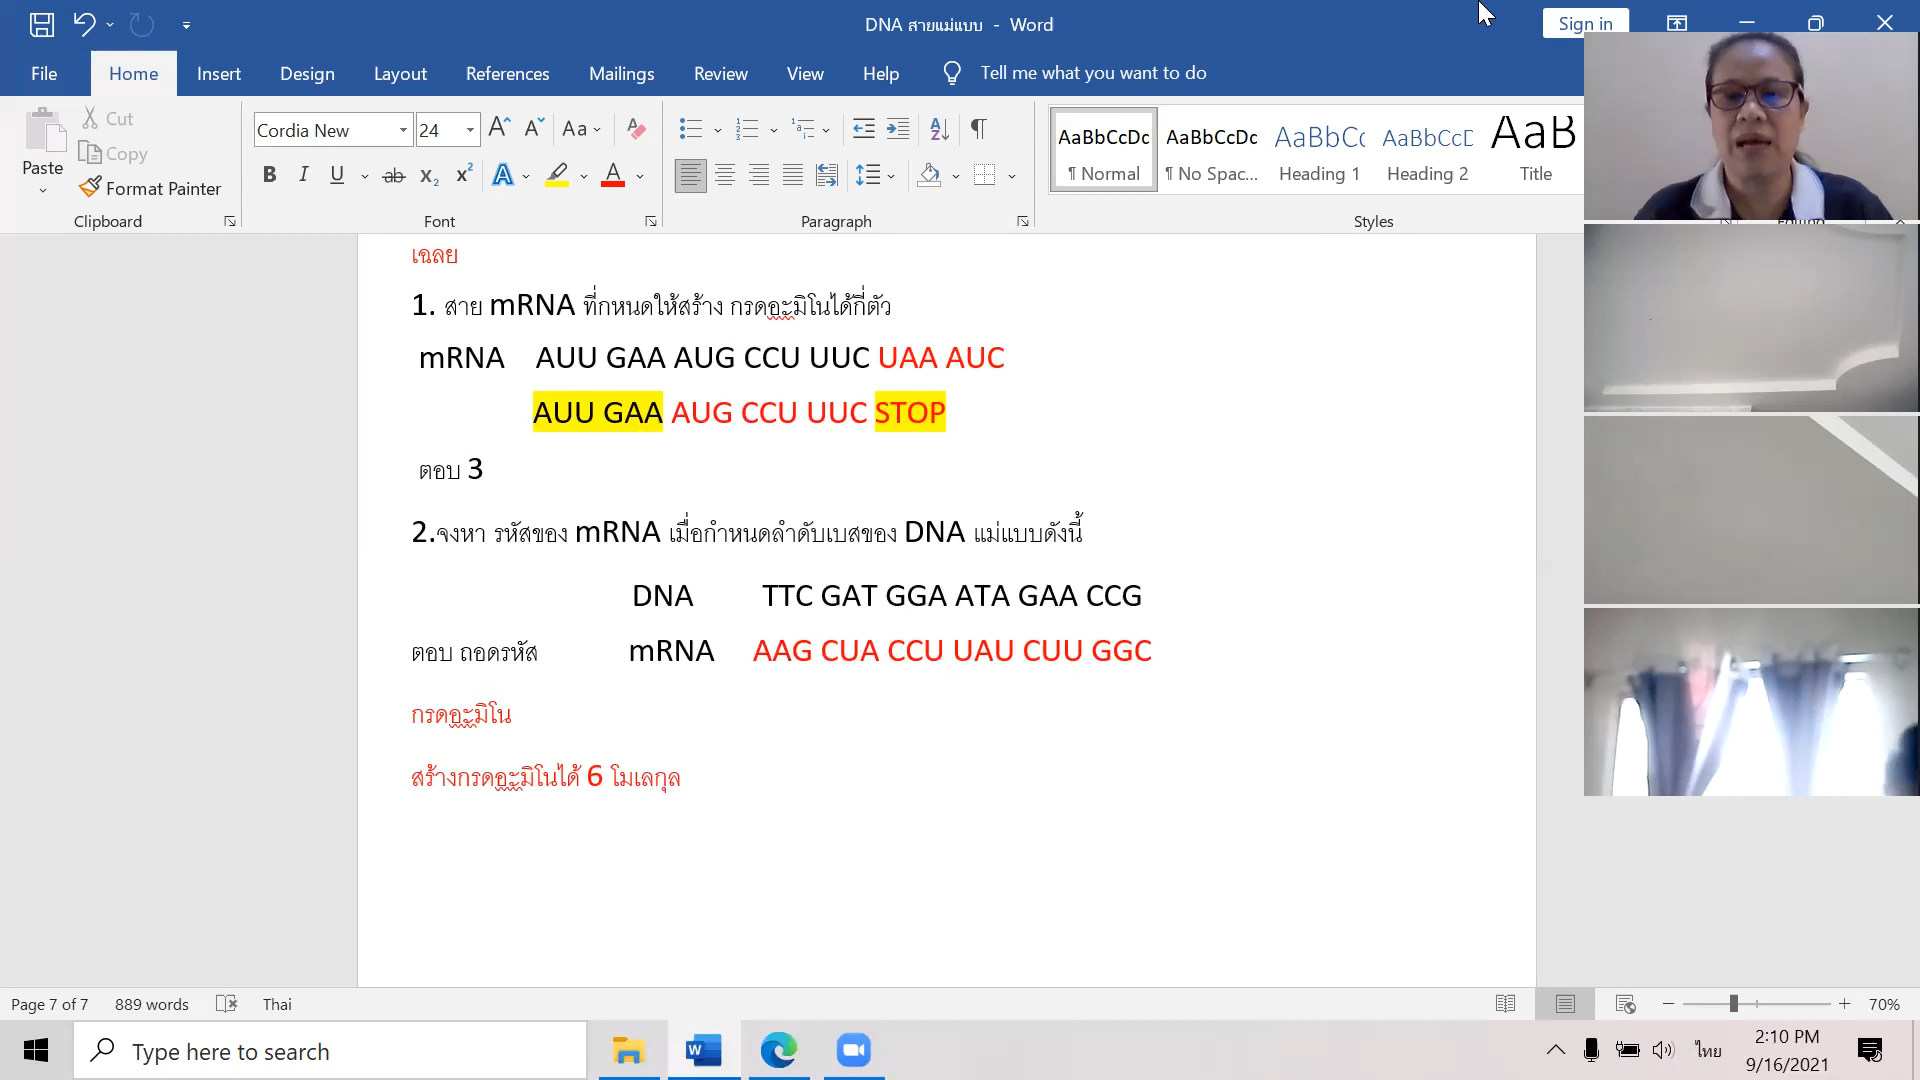 DNA สายแม่แบบ - Word
Sign in
File Home Insert Design Layout References Mailings Review View Help Tell me what you want to do
Paste
Cut
Copy
Format Painter
Cordia New 24
Clipboard
Font
Paragraph
AaBbCcDc AaBbCcDc AaBbCc AaBbCcD AaB
¶ Normal ¶ No Spac... Heading 1 Heading 2 Title
Styles
เฉลย
1. สาย mRNA ที่กหนดให้สร้าง กรดอะมิโนได้กี่ตัว
mRNA AUU GAA AUG CCU UUC UAA AUC
AUU GAA AUG CCU UUC STOP
ตอบ 3
2.จงหา รหัสของ mRNA เมื่อกำหนดลำดับเบสของ DNA แม่แบบดังนี้
DNA TTC GAT GGA ATA GAA CCG
ตอบ ถอดรหัส mRNA AAG CUA CCU UAU CUU GGC
กรดอะมิโน
สร้างกรดอะมิโนได้ 6 โมเลกุล
Page 7 of 7 889 words Thai
70%
Type here to search
ไทย
2:10 PM
9/16/2021